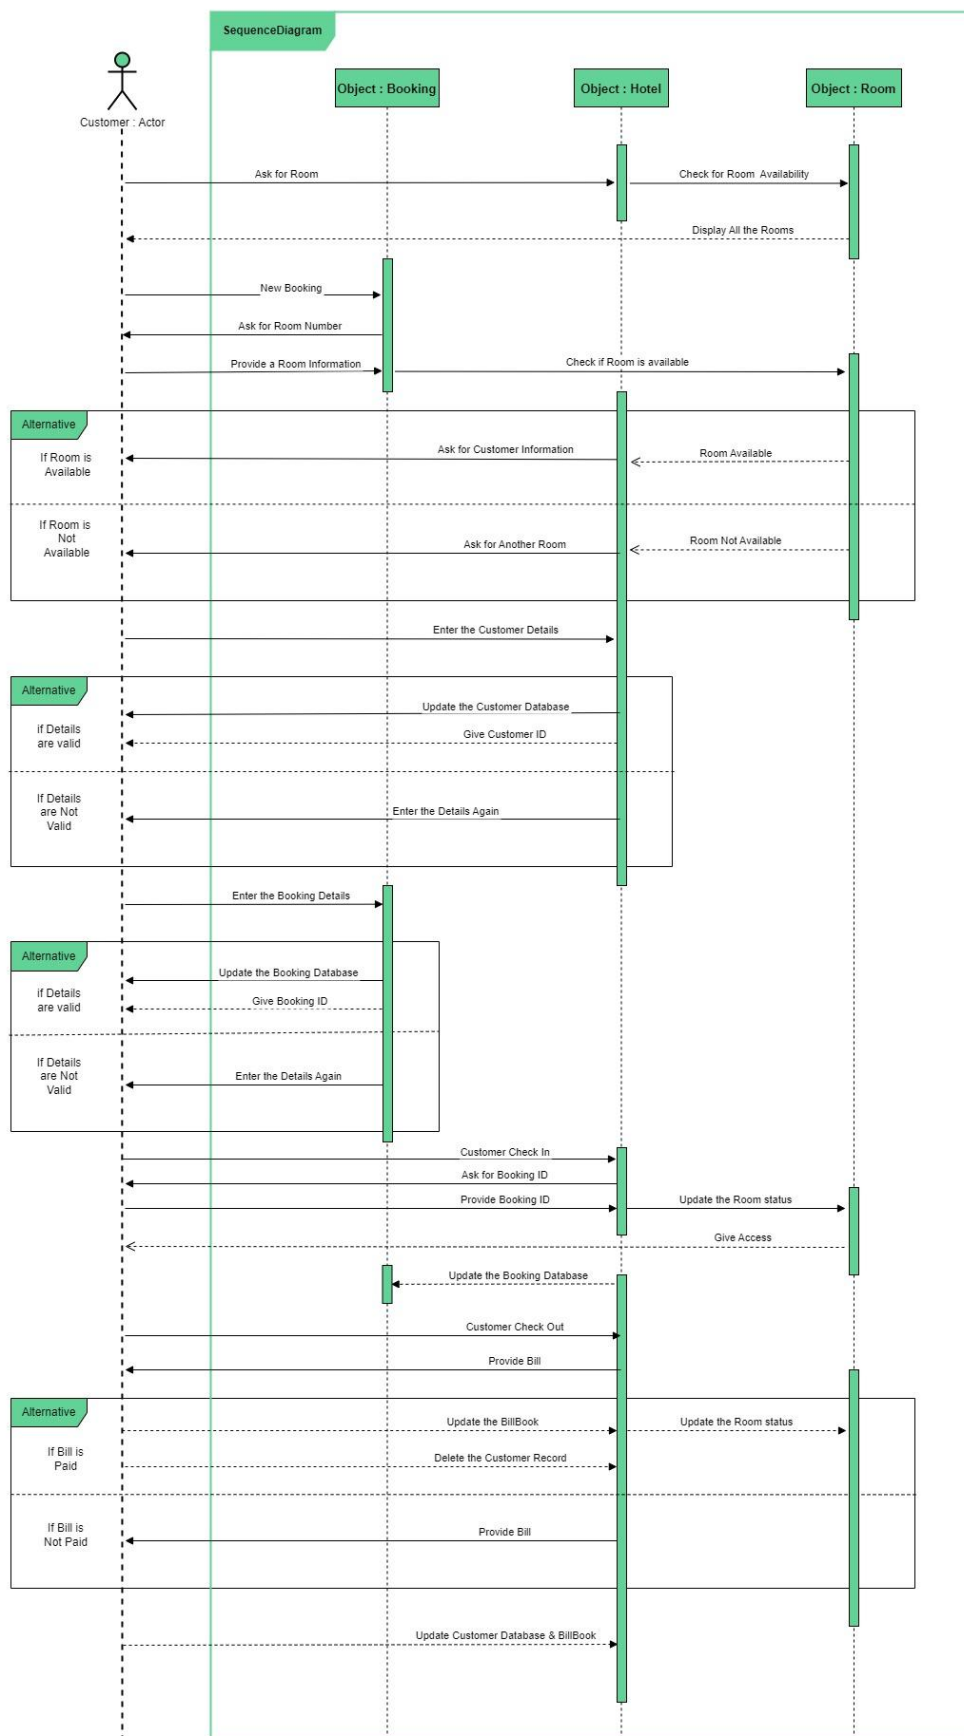 SequenceDiagram
Object : Booking
Object : Hotel
Object : Room
Customer : Actor
Ask for Room
Check for Room Availability
Display All the Rooms
New Booking
Ask for Room Number
Provide a Room Information
Check if Room is available
Alternative
If Room is
Available
Ask for Customer Information
Room Available
If Room is
Not
Available
Ask for Another Room
Room Not Available
Enter the Customer Details
Alternative
if Details
are valid
Update the Customer Database
Give Customer ID
If Details
are Not
Valid
Enter the Details Again
Enter the Booking Details
Alternative
if Details
are valid
Update the Booking Database
Give Booking ID
If Details
are Not
Valid
Enter the Details Again
Customer Check In
Ask for Booking ID
Provide Booking ID
Update the Room status
Give Access
Update the Booking Database
Customer Check Out
Provide Bill
Alternative
If Bill is
Paid
Update the BillBook
Update the Room status
Delete the Customer Record
If Bill is
Not Paid
Provide Bill
Update Customer Database & BillBook